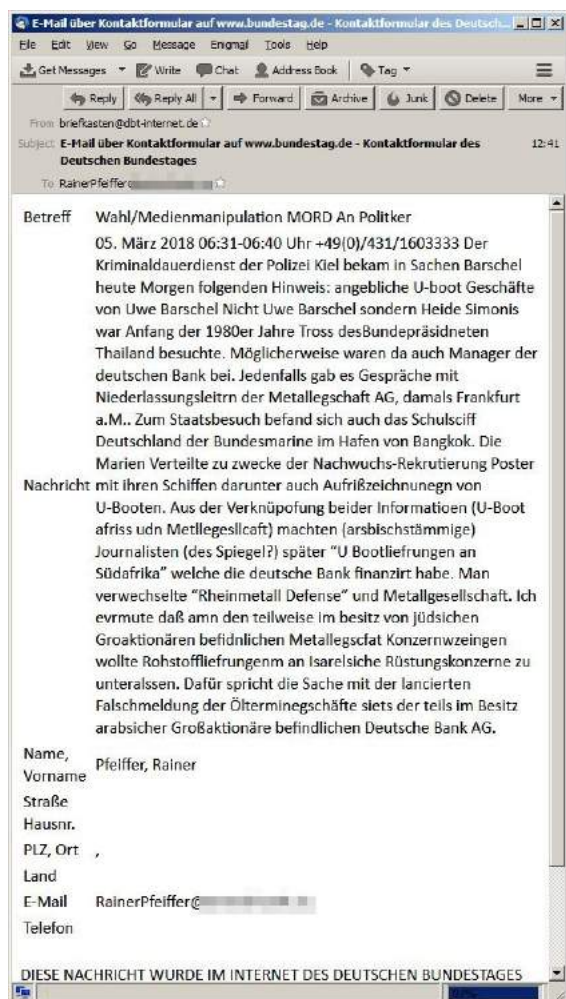 E-Mail über Kontaktformular auf www.bundestag.de - Kontaktformular des Deutsch...
File Edit View Go Message Enigmail Tools Help
Get Messages Write Chat Address Book Tag
Reply Reply All Forward Archive Junk Delete More
From briefkasten@dbt-internet.de
Subject E-Mail über Kontaktformular auf www.bundestag.de - Kontaktformular des 12:41
Deutschen Bundestages
To RainerPfeiffer
Betreff Wahl/Medienmanipulation MORD An Politker
05. März 2018 06:31-06:40 Uhr +49(0)/431/1603333 Der
Kriminaldauerdienst der Polizei Kiel bekam in Sachen Barschel
heute Morgen folgenden Hinweis: angebliche U-boot Geschäfte
von Uwe Barschel Nicht Uwe Barschel sondern Heide Simonis
war Anfang der 1980er Jahre Tross desBundepräsidneten
Thailand besuchte. Möglicherweise waren da auch Manager der
deutschen Bank bei. Jedenfalls gab es Gespräche mit
Niederlassungsleitrn der Metallegschaft AG, damals Frankfurt
a.M.. Zum Staatsbesuch befand sich auch das Schulsciff
Deutschland der Bundesmarine im Hafen von Bangkok. Die
Marien Verteilte zu zwecke der Nachwuchs-Rekrutierung Poster
Nachricht mit ihren Schiffen darunter auch Aufrißzeichnunegn von
U-Booten. Aus der Verknüpofung beider Informatioen (U-Boot
afriss udn Metllegesllcaft) machten (arsbischstämmige)
Journalisten (des Spiegel?) später "U Bootliefrungen an
Südafrika" welche die deutsche Bank finanzirt habe. Man
verwechselte "Rheinmetall Defense" und Metallgesellschaft. Ich
evrmute daß amn den teilweise im besitz von jüdsichen
Groaktionären befidnlichen Metallegscfat Konzernwzeingen
wollte Rohstoffliefrungenm an Isarelsiche Rüstungskonzerne zu
unteralssen. Dafür spricht die Sache mit der lancierten
Falschmeldung der Ölterminegschäfte siets der teils im Besitz
arabsicher Großaktionäre befindlichen Deutsche Bank AG.
Name,
Vorname Pfeiffer, Rainer
Straße
Hausnr.
PLZ, Ort ,
Land
E-Mail RainerPfeiffer@
Telefon
DIESE NACHRICHT WURDE IM INTERNET DES DEUTSCHEN BUNDESTAGES